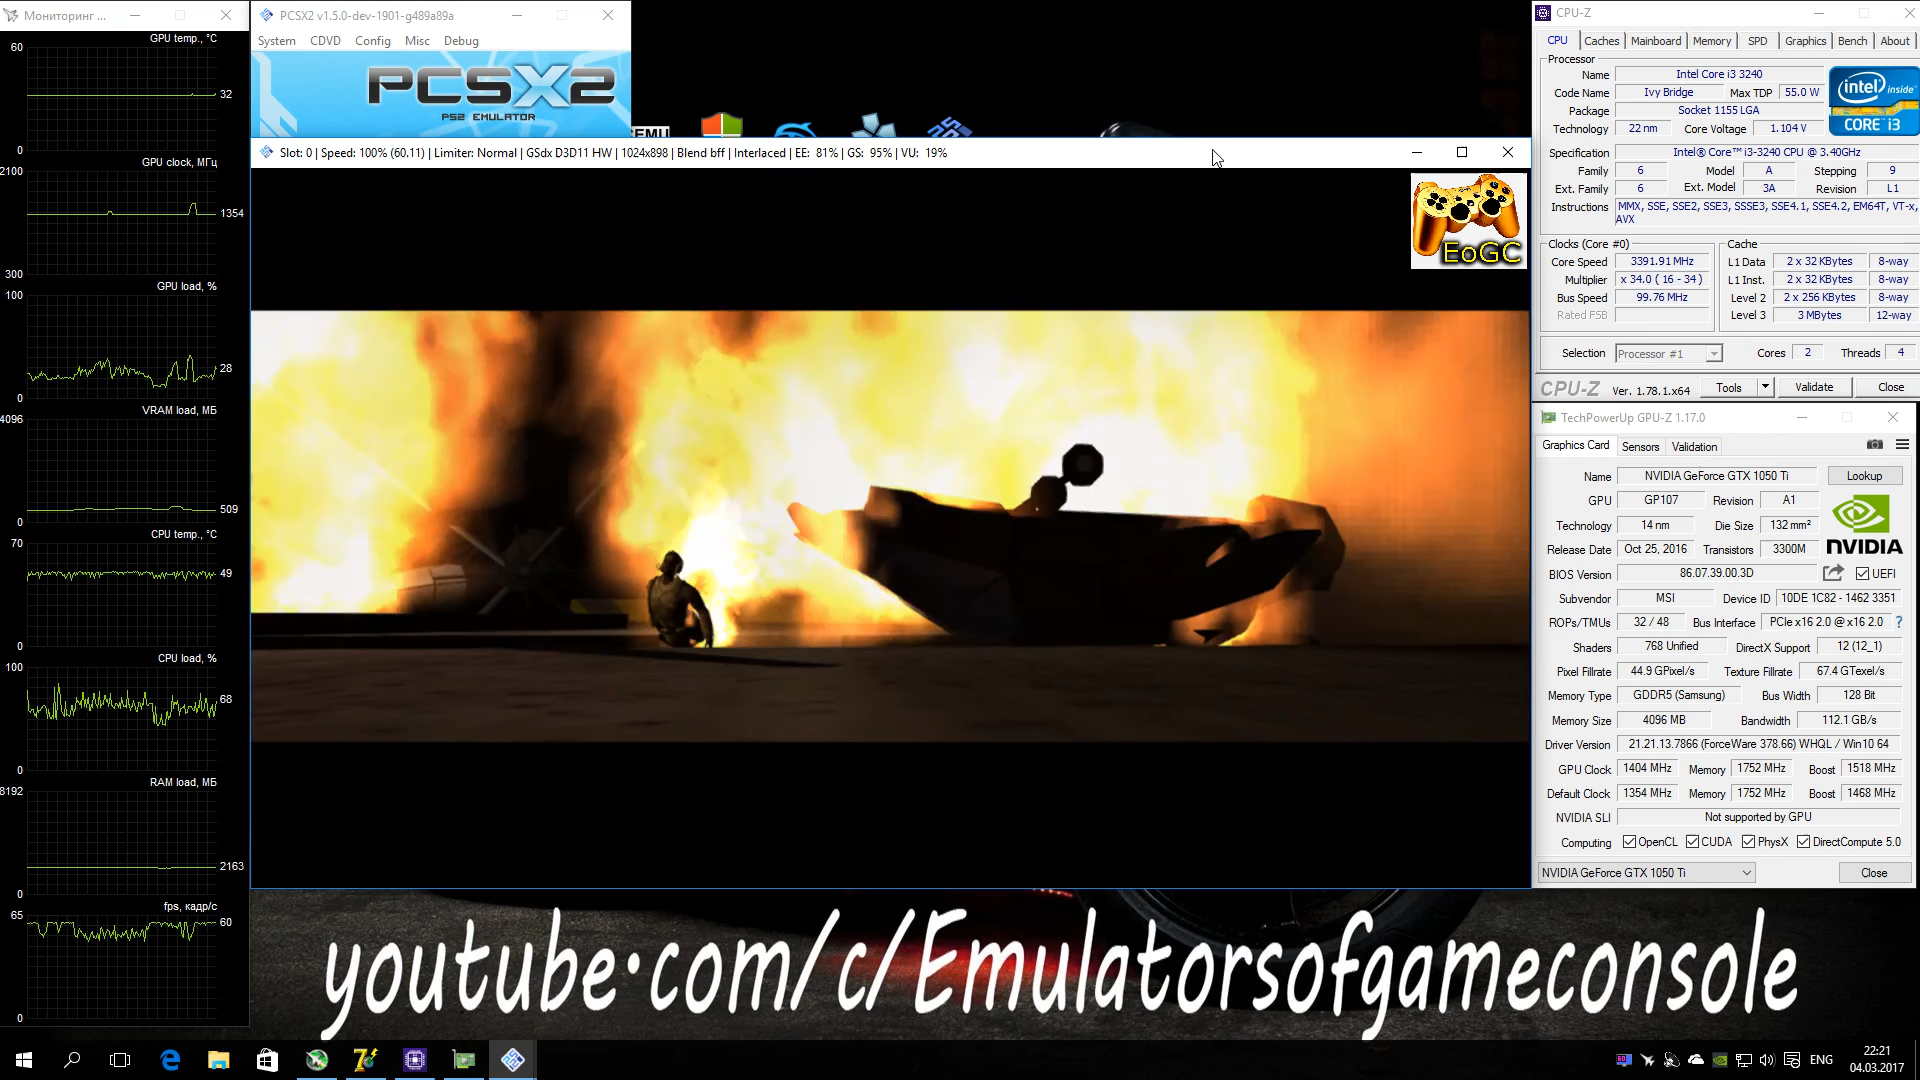 Мониторинг ...
GPU temp., °C
60
32
0
GPU clock, МГц
2100
1354
300
GPU load, %
100
28
0
VRAM load, МБ
4096
509
0
CPU temp., °C
70
49
0
CPU load, %
100
68
0
RAM load, МБ
8192
2163
0
fps, кадр/с
65
60
0
PCSX2 v1.5.0-dev-1901-g489a89a
System CDVD Config Misc Debug
PCSX2
PS2 EMULATOR
CEMU
Slot: 0 | Speed: 100% (60,11) | Limiter: Normal | GSdx D3D11 HW | 1024x898 | Blend bff | Interlaced | EE: 81% | GS: 95% | VU: 19%
EoGC
CPU-Z
CPU Caches Mainboard Memory SPD Graphics Bench About
Processor
Name Intel Core i3 3240
Code Name Ivy Bridge Max TDP 55.0 W
Package Socket 1155 LGA
Technology 22 nm Core Voltage 1.104 V
intel inside™
CORE i3
Specification Intel® Core™ i3-3240 CPU @ 3.40GHz
Family 6 Model A Stepping 9
Ext. Family 6 Ext. Model 3A Revision L1
Instructions MMX, SSE, SSE2, SSE3, SSSE3, SSE4.1, SSE4.2, EM64T, VT-x,
AVX
Clocks (Core #0) Cache
Core Speed 3391.91 MHz L1 Data 2 x 32 KBytes 8-way
Multiplier x 34.0 ( 16 - 34 ) L1 Inst. 2 x 32 KBytes 8-way
Bus Speed 99.76 MHz Level 2 2 x 256 KBytes 8-way
Rated FSB Level 3 3 MBytes 12-way
Selection Processor #1 Cores 2 Threads 4
CPU-Z Ver. 1.78.1.x64 Tools Validate Close
TechPowerUp GPU-Z 1.17.0
Graphics Card Sensors Validation
Name NVIDIA GeForce GTX 1050 Ti Lookup
GPU GP107 Revision A1
Technology 14 nm Die Size 132 mm²
Release Date Oct 25, 2016 Transistors 3300M
NVIDIA
BIOS Version 86.07.39.00.3D UEFI
Subvendor MSI Device ID 10DE 1C82 - 1462 3351
ROPs/TMUs 32 / 48 Bus Interface PCIe x16 2.0 @ x16 2.0 ?
Shaders 768 Unified DirectX Support 12 (12_1)
Pixel Fillrate 44.9 GPixel/s Texture Fillrate 67.4 GTexel/s
Memory Type GDDR5 (Samsung) Bus Width 128 Bit
Memory Size 4096 MB Bandwidth 112.1 GB/s
Driver Version 21.21.13.7866 (ForceWare 378.66) WHQL / Win10 64
GPU Clock 1404 MHz Memory 1752 MHz Boost 1518 MHz
Default Clock 1354 MHz Memory 1752 MHz Boost 1468 MHz
NVIDIA SLI Not supported by GPU
Computing OpenCL CUDA PhysX DirectCompute 5.0
NVIDIA GeForce GTX 1050 Ti Close
youtube.com/c/Emulatorsofgameconsole
ENG
22:21
04.03.2017